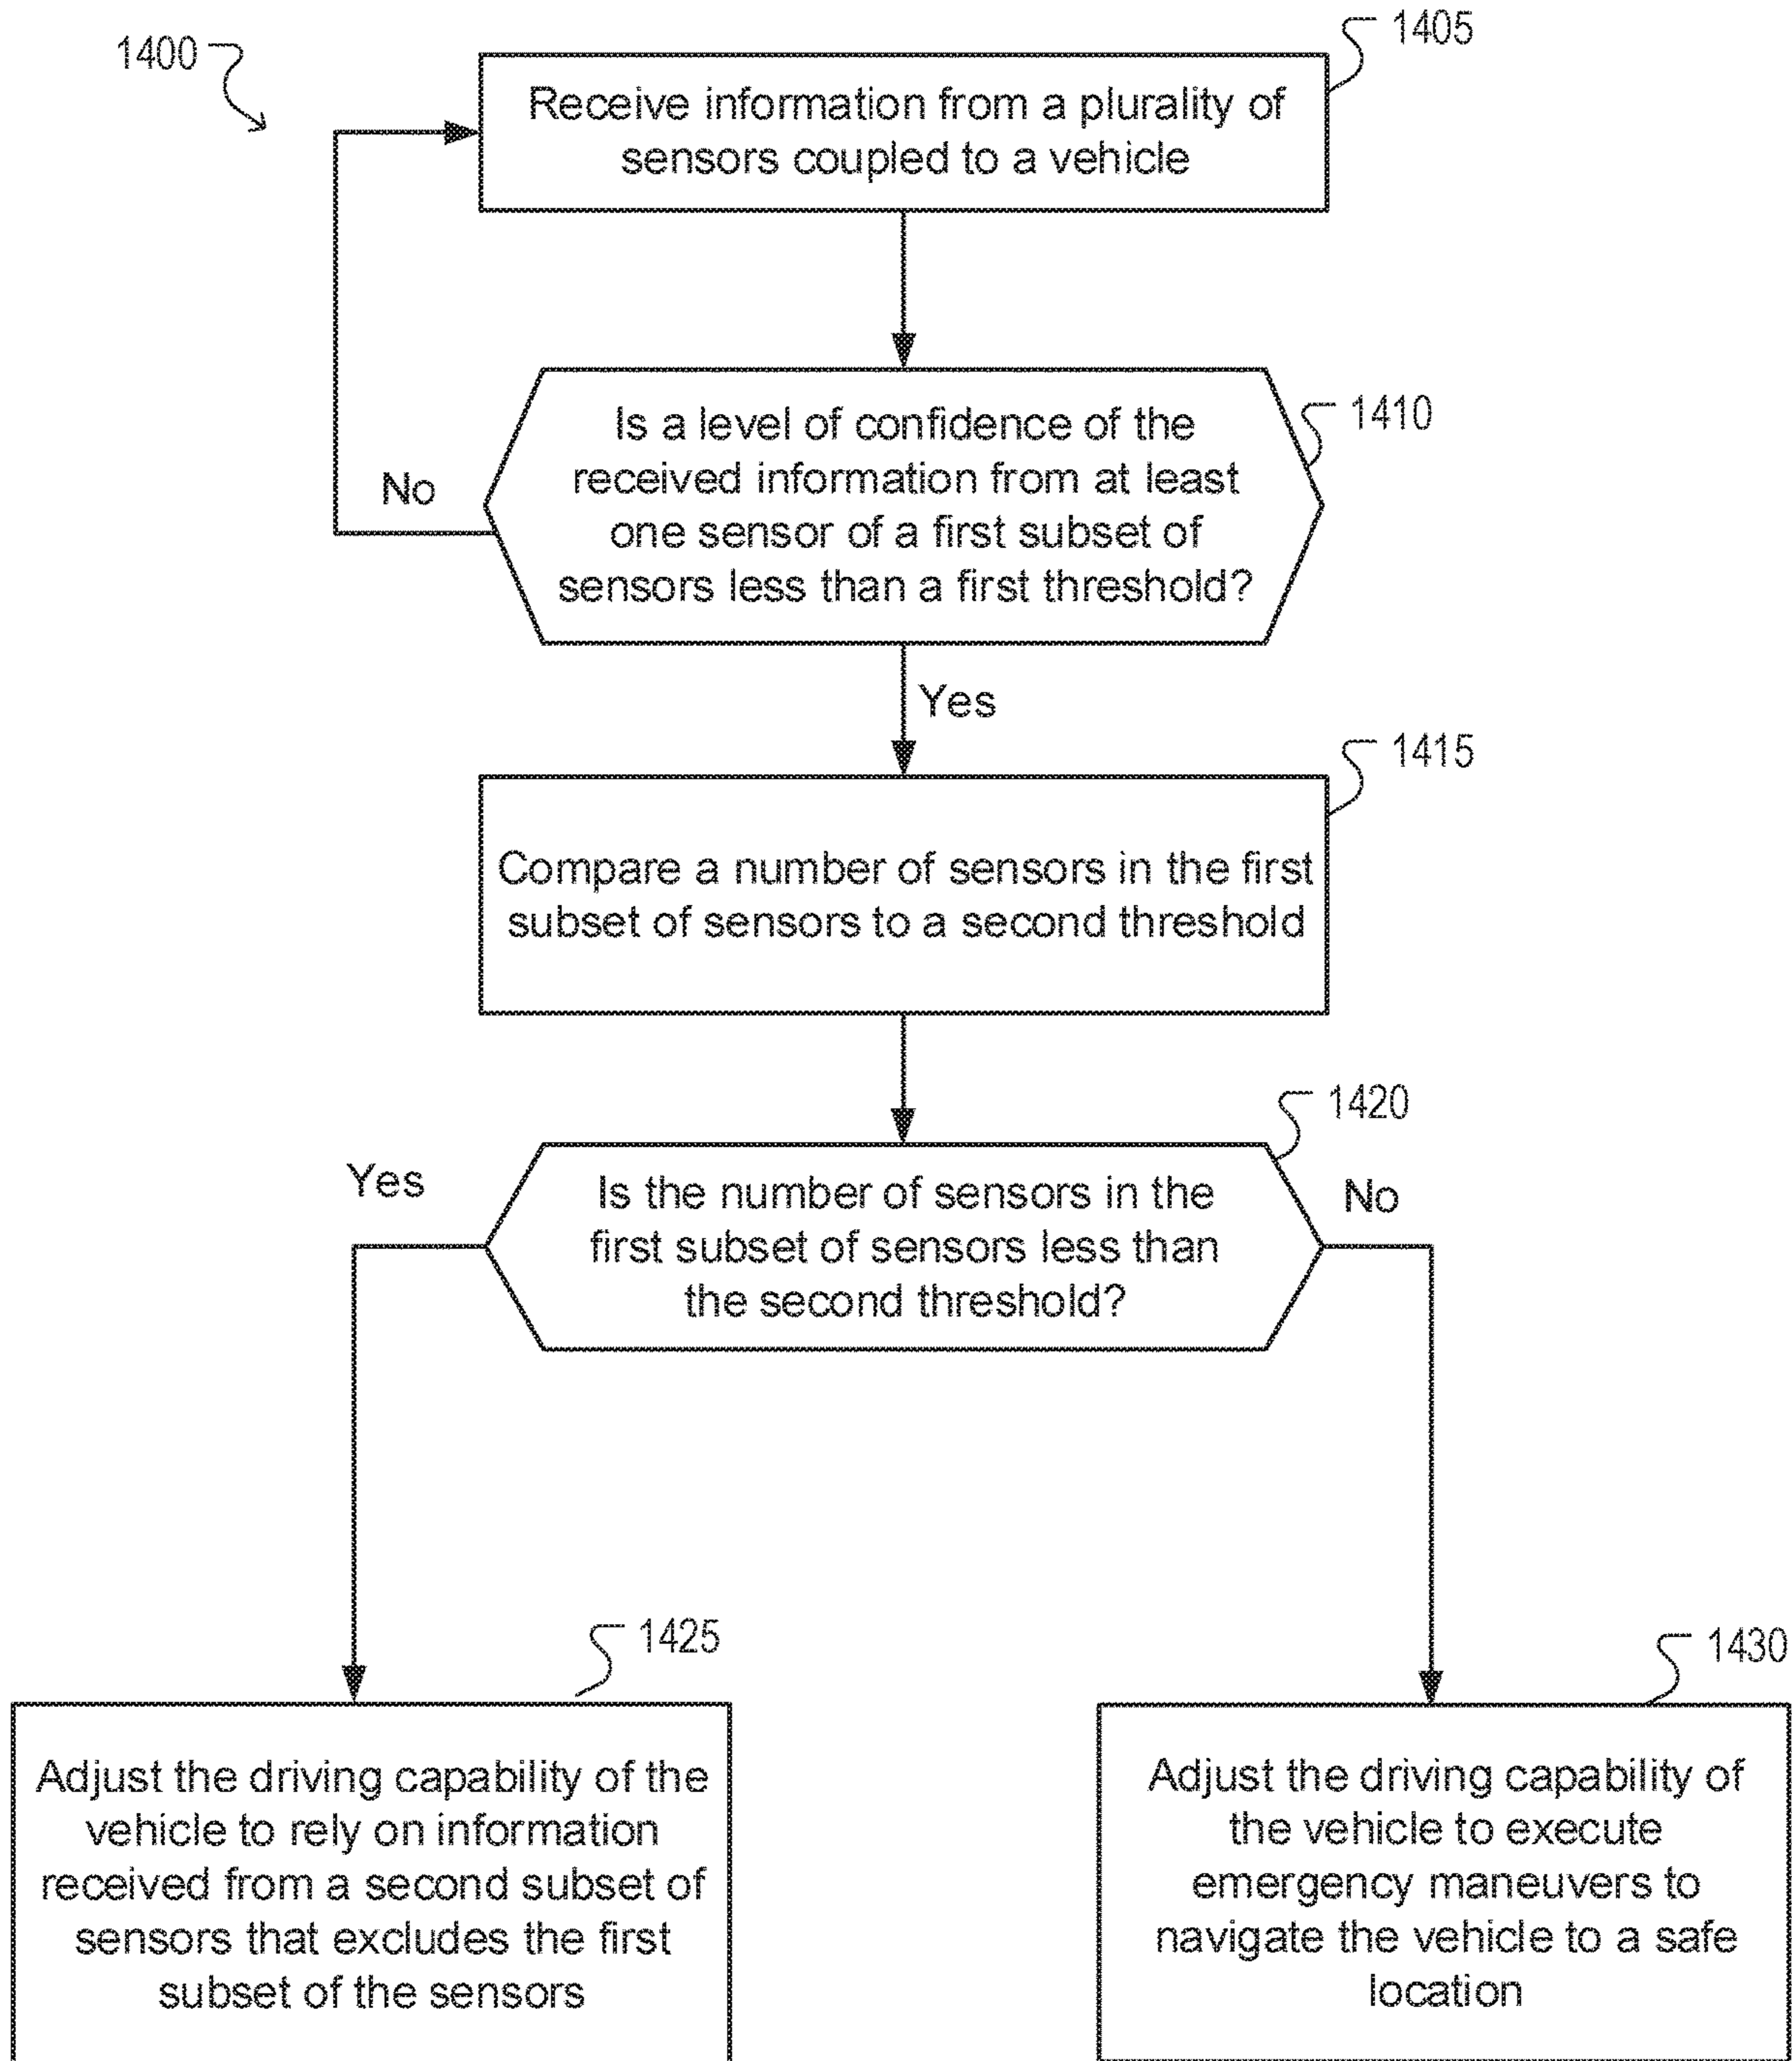 1400
1405
Receive information from a plurality of
sensors coupled to a vehicle
1410
Is a level of confidence of the
received information from at least
one sensor of a first subset of
sensors less than a first threshold?
No
Yes
1415
Compare a number of sensors in the first
subset of sensors to a second threshold
1420
Is the number of sensors in the
first subset of sensors less than
the second threshold?
Yes
No
1425
Adjust the driving capability of the
vehicle to rely on information
received from a second subset of
sensors that excludes the first
subset of the sensors
1430
Adjust the driving capability of
the vehicle to execute
emergency maneuvers to
navigate the vehicle to a safe
location